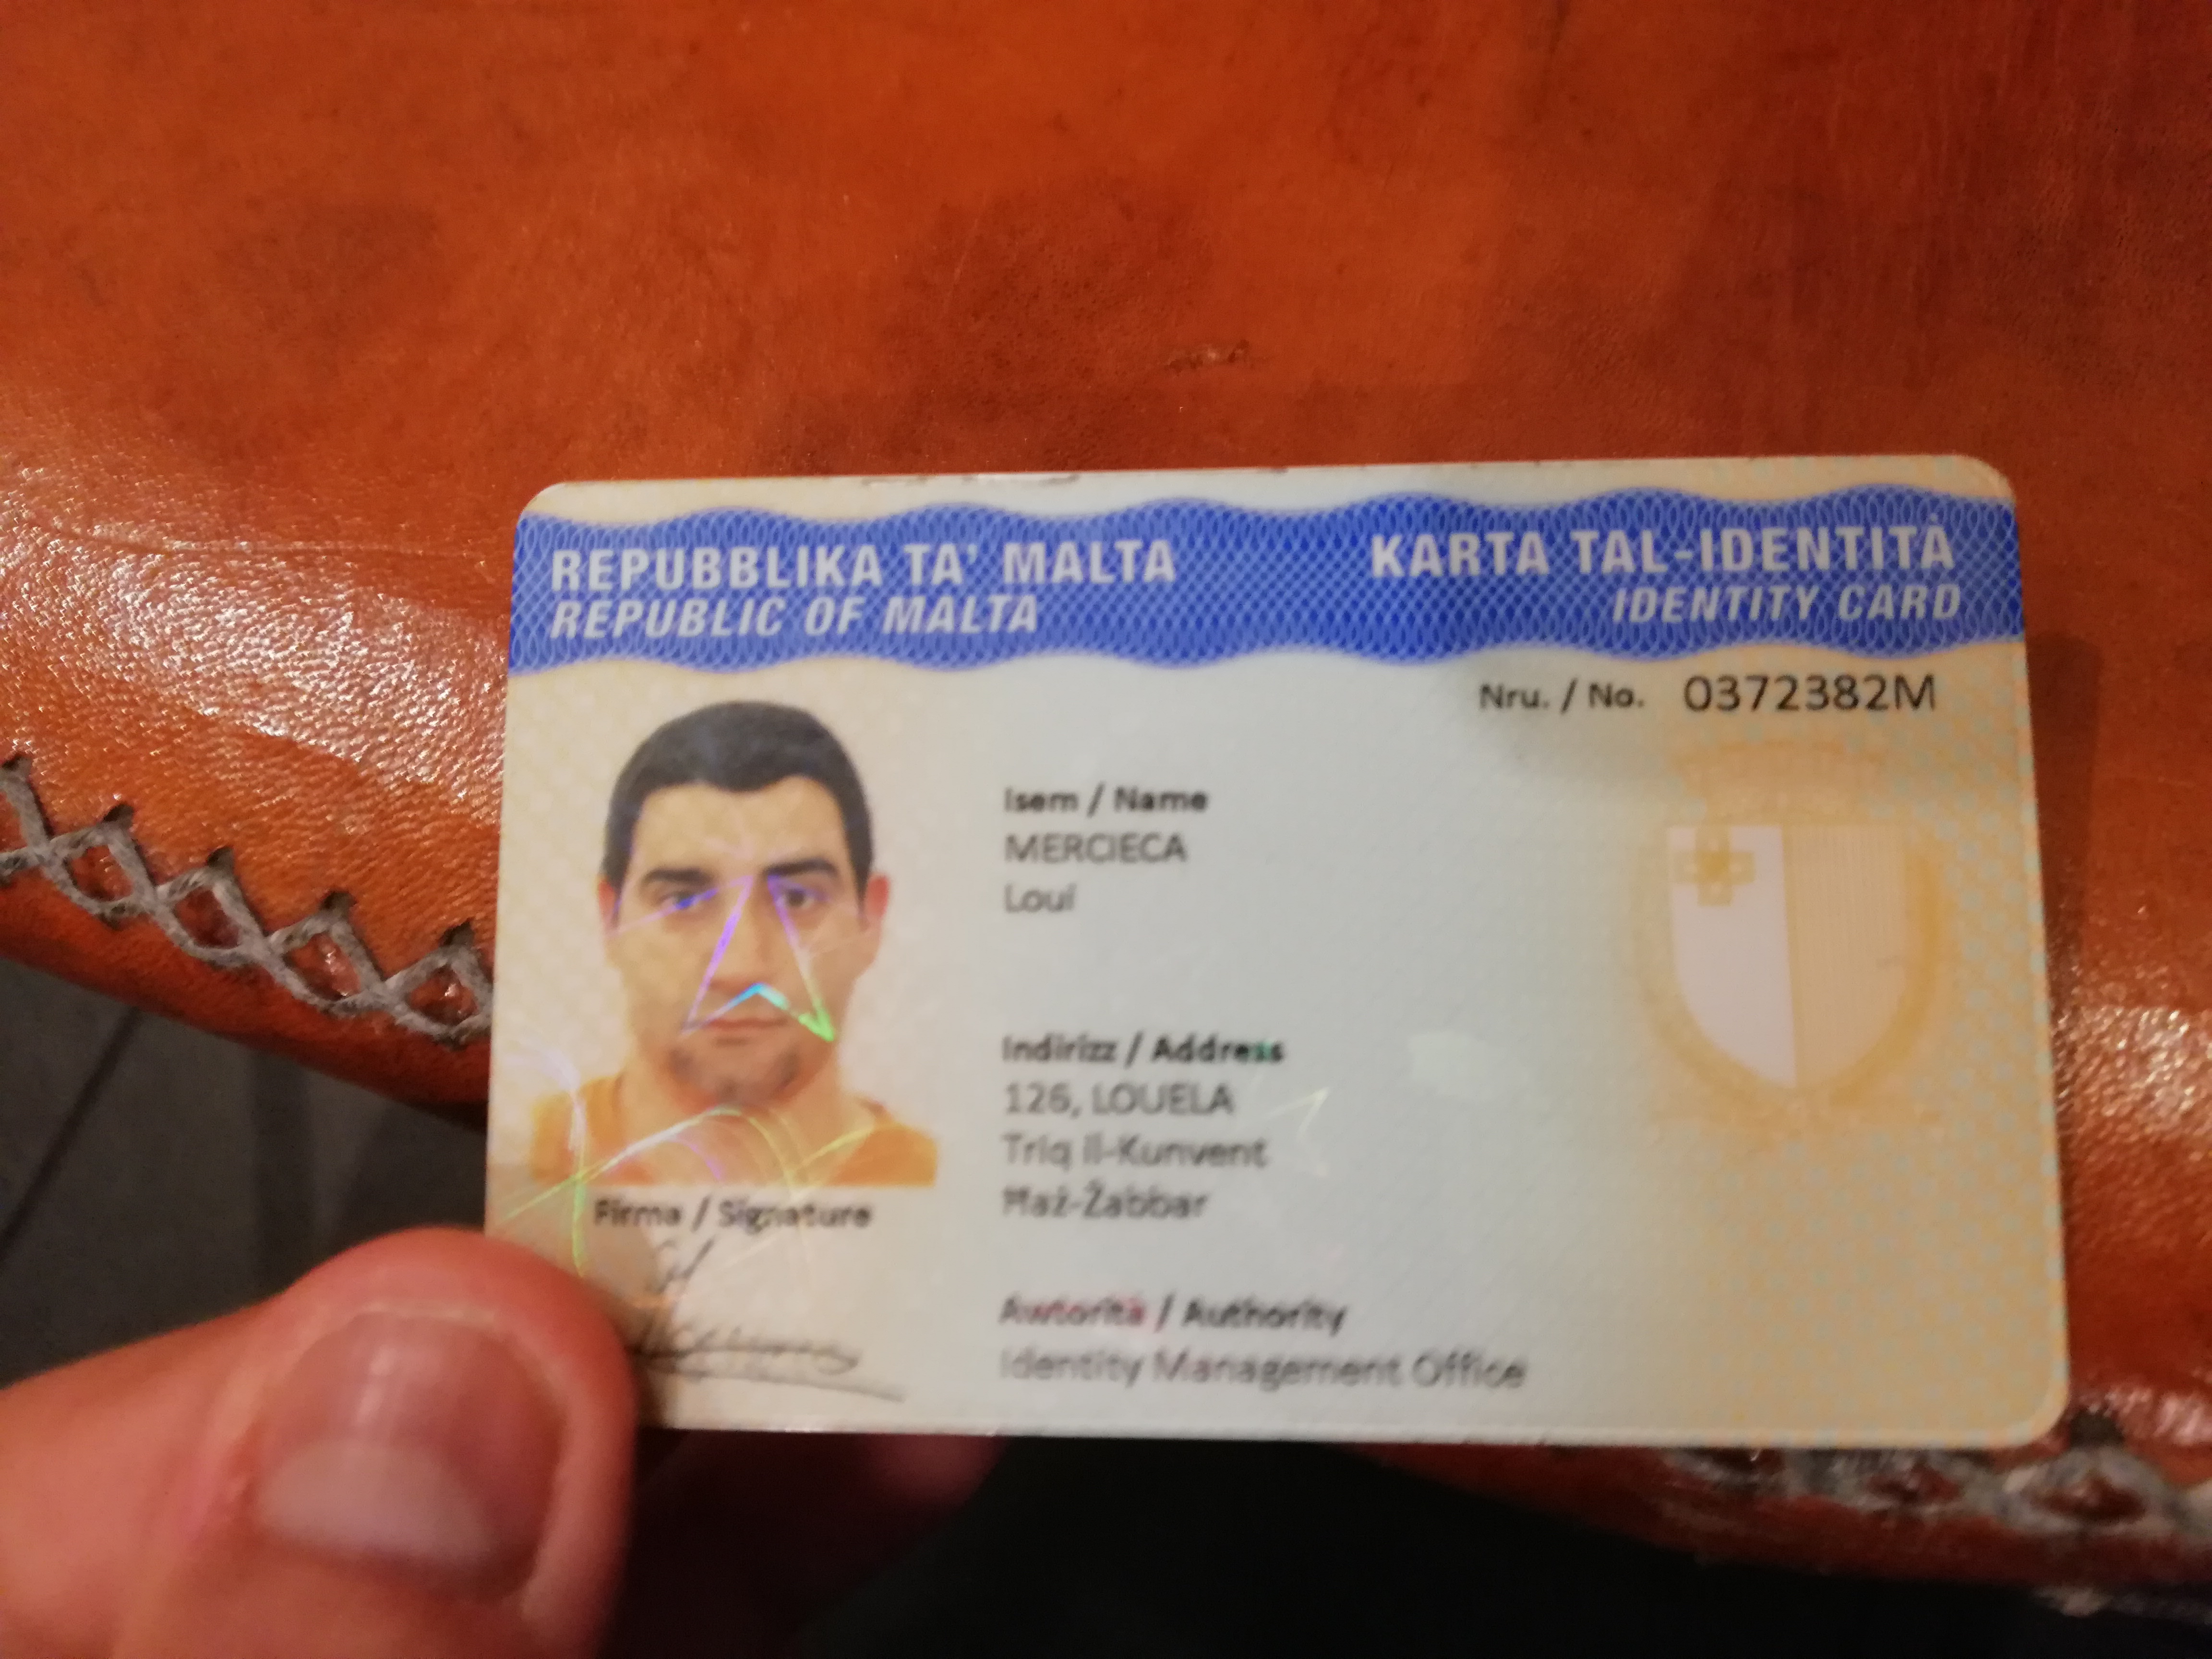 REPUBBLIKA TA' MALTA
REPUBLIC OF MALTA
KARTA TAL-IDENTITÀ
IDENTITY CARD
Nru. / No. 0372382M
Isem / Name
MERCIECA
Loui
Indirizz / Address
126, LOUELA
Triq Il-Kunvent
Ħaż-Żabbar
Firma / Signature
Awtorità / Authority
Identity Management Office